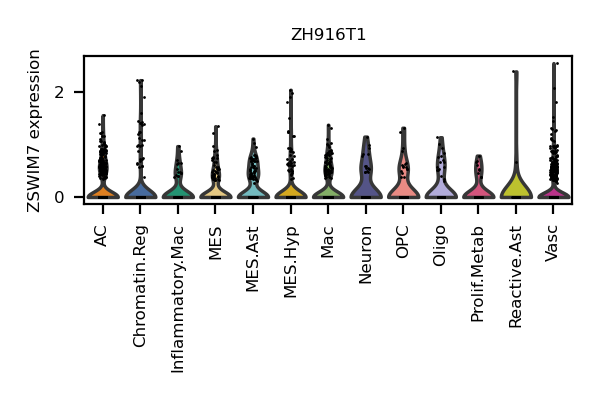 ZH916T1
ZSWIM7 expression
2
0
AC
Chromatin.Reg
Inflammatory.Mac
MES
MES.Ast
MES.Hyp
Mac
Neuron
OPC
Oligo
Prolif.Metab
Reactive.Ast
Vasc